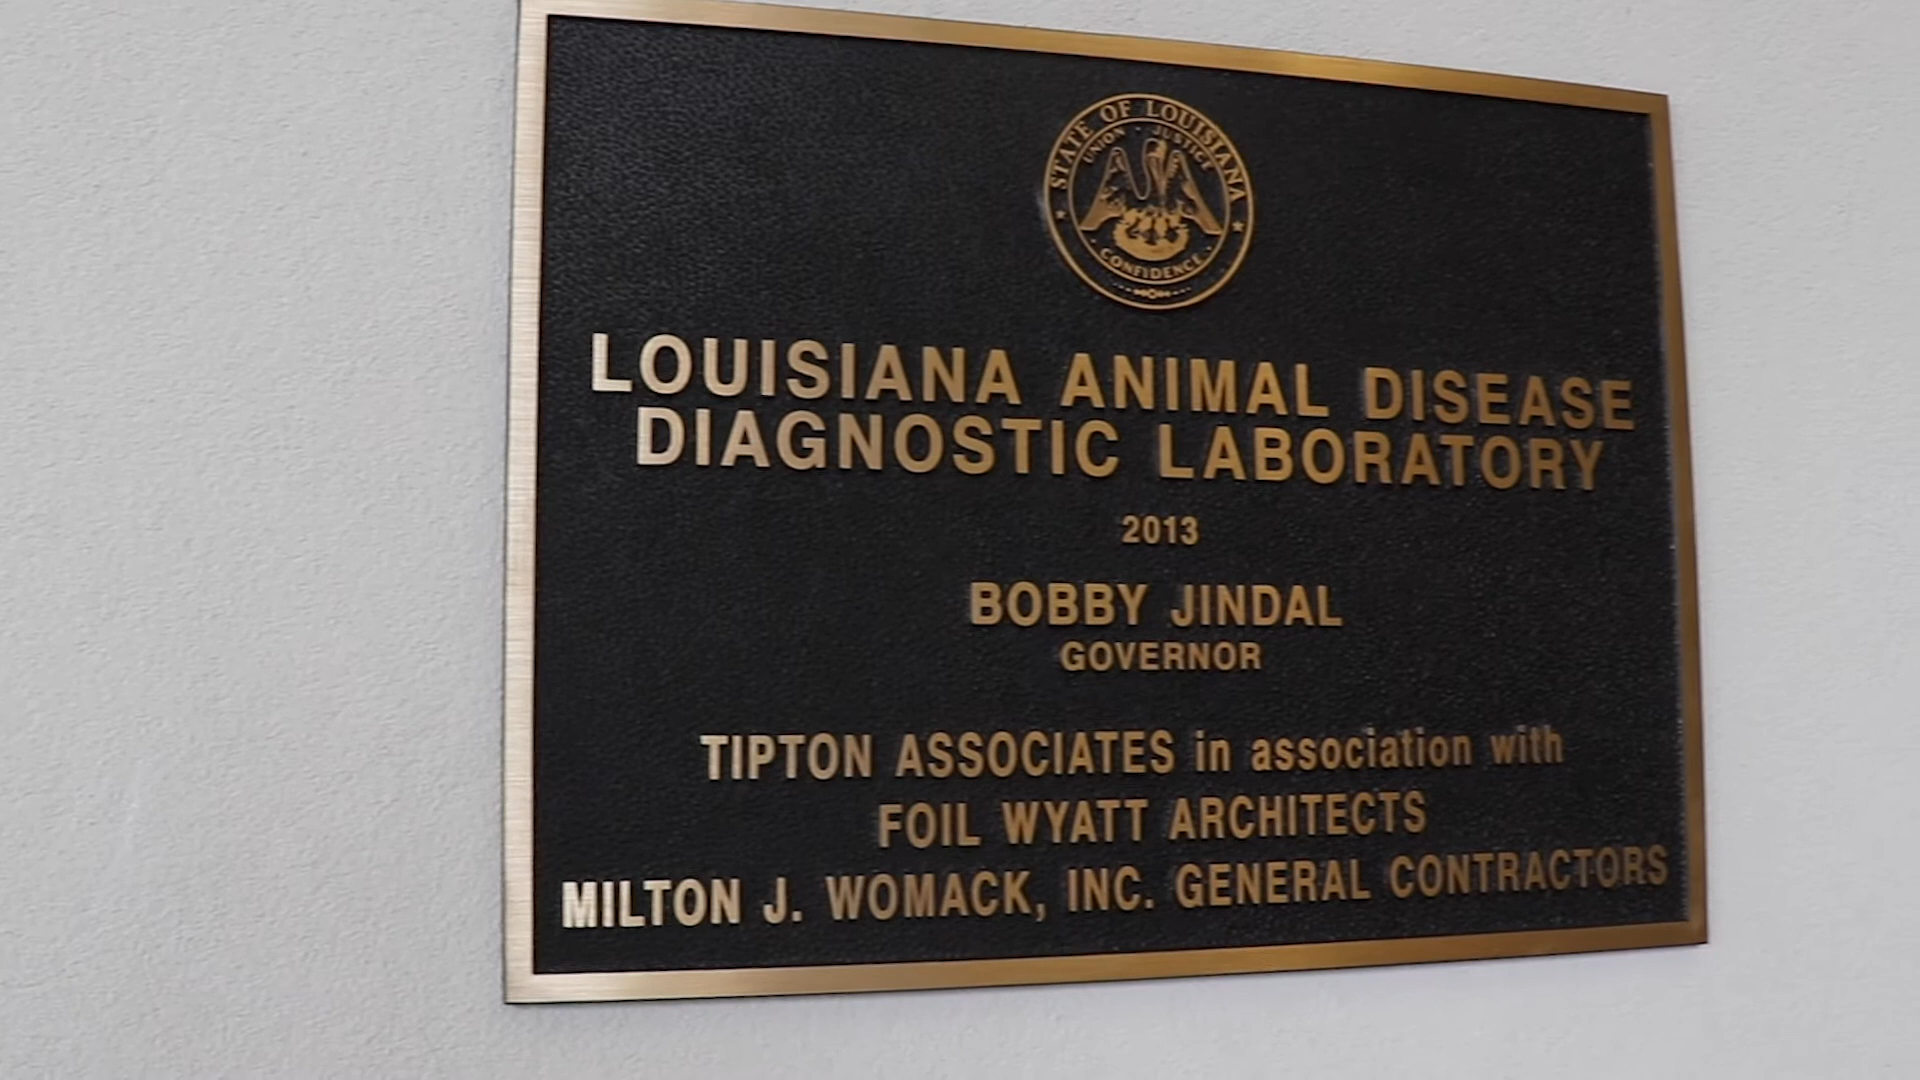 STATE OF LOUISIANA
UNION · JUSTICE
CONFIDENCE
LOUISIANA ANIMAL DISEASE
DIAGNOSTIC LABORATORY
2013
BOBBY JINDAL
GOVERNOR
TIPTON ASSOCIATES in association with
FOIL WYATT ARCHITECTS
MILTON J. WOMACK, INC. GENERAL CONTRACTORS